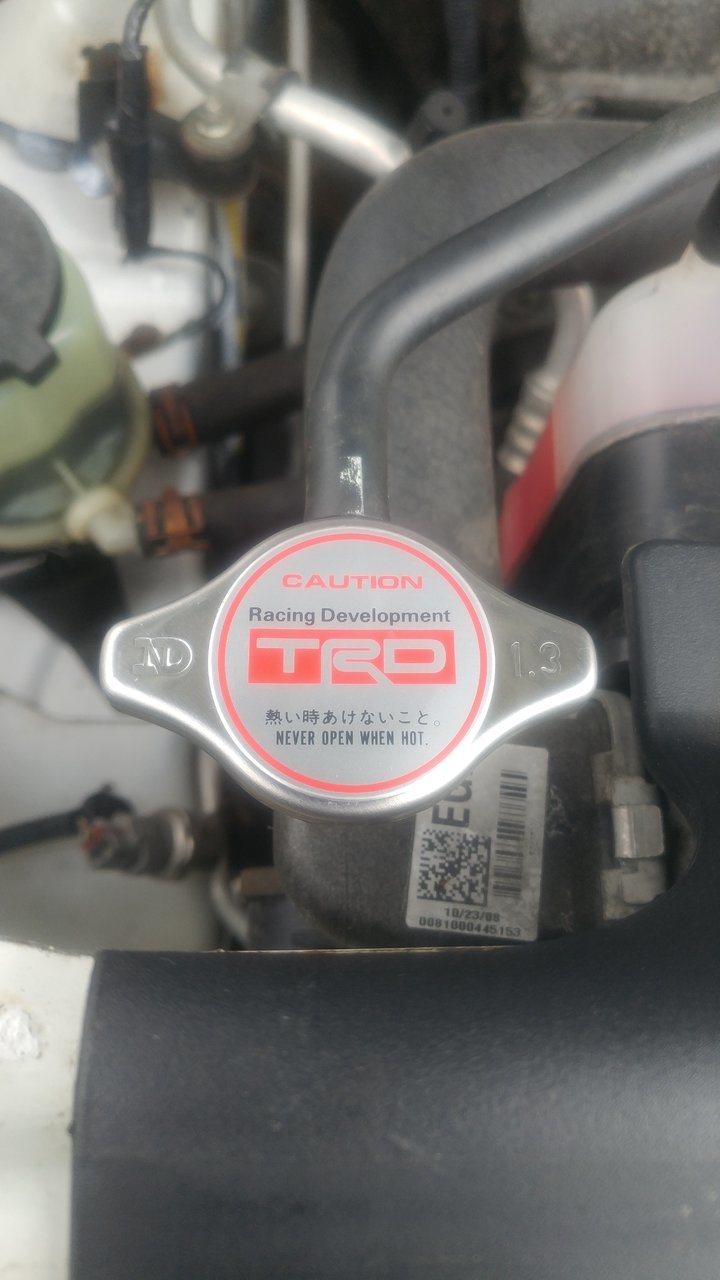 CAUTION
Racing Development
TRD
ND
1.3
熱い時あけないこと。
NEVER OPEN WHEN HOT.
10/23/08
0081000445153